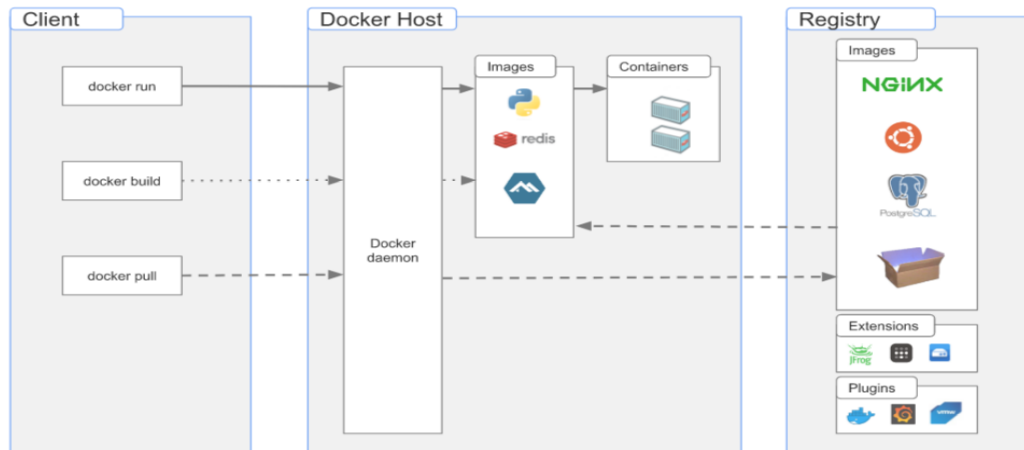 Client
docker run
docker build
docker pull
Docker Host
Docker
daemon
Images
redis
Containers
Registry
Images
NGINX
PostgreSQL
Extensions
JFrog
Plugins